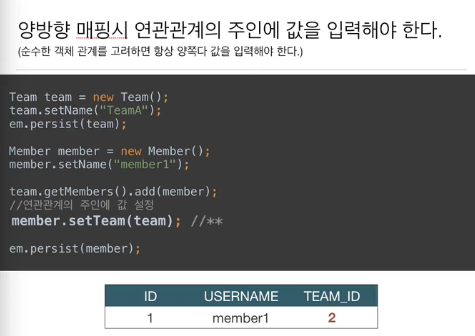 양방향 매핑시 연관관계의 주인에 값을 입력해야 한다.
(순수한 객체 관계를 고려하면 항상 양쪽다 값을 입력해야 한다.)
Team team = new Team();
team.setName("TeamA");
em.persist(team);
Member member = new Member();
member.setName("member1");
team.getMembers().add(member);
//연관관계의 주인에 값 설정
member.setTeam(team); //**
em.persist(member);
ID USERNAME TEAM_ID
1 member1 2